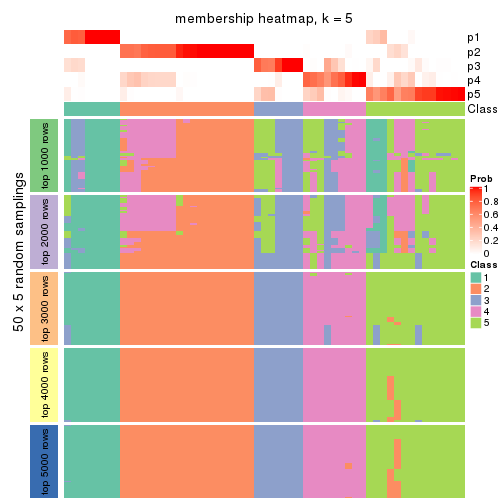 membership heatmap, k = 5
p1
p2
p3
p4
p5
Class
50 x 5 random samplings
top 1000 rows
top 2000 rows
top 3000 rows
top 4000 rows
top 5000 rows
Prob
1
0.8
0.6
0.4
0.2
0
Class
1
2
3
4
5